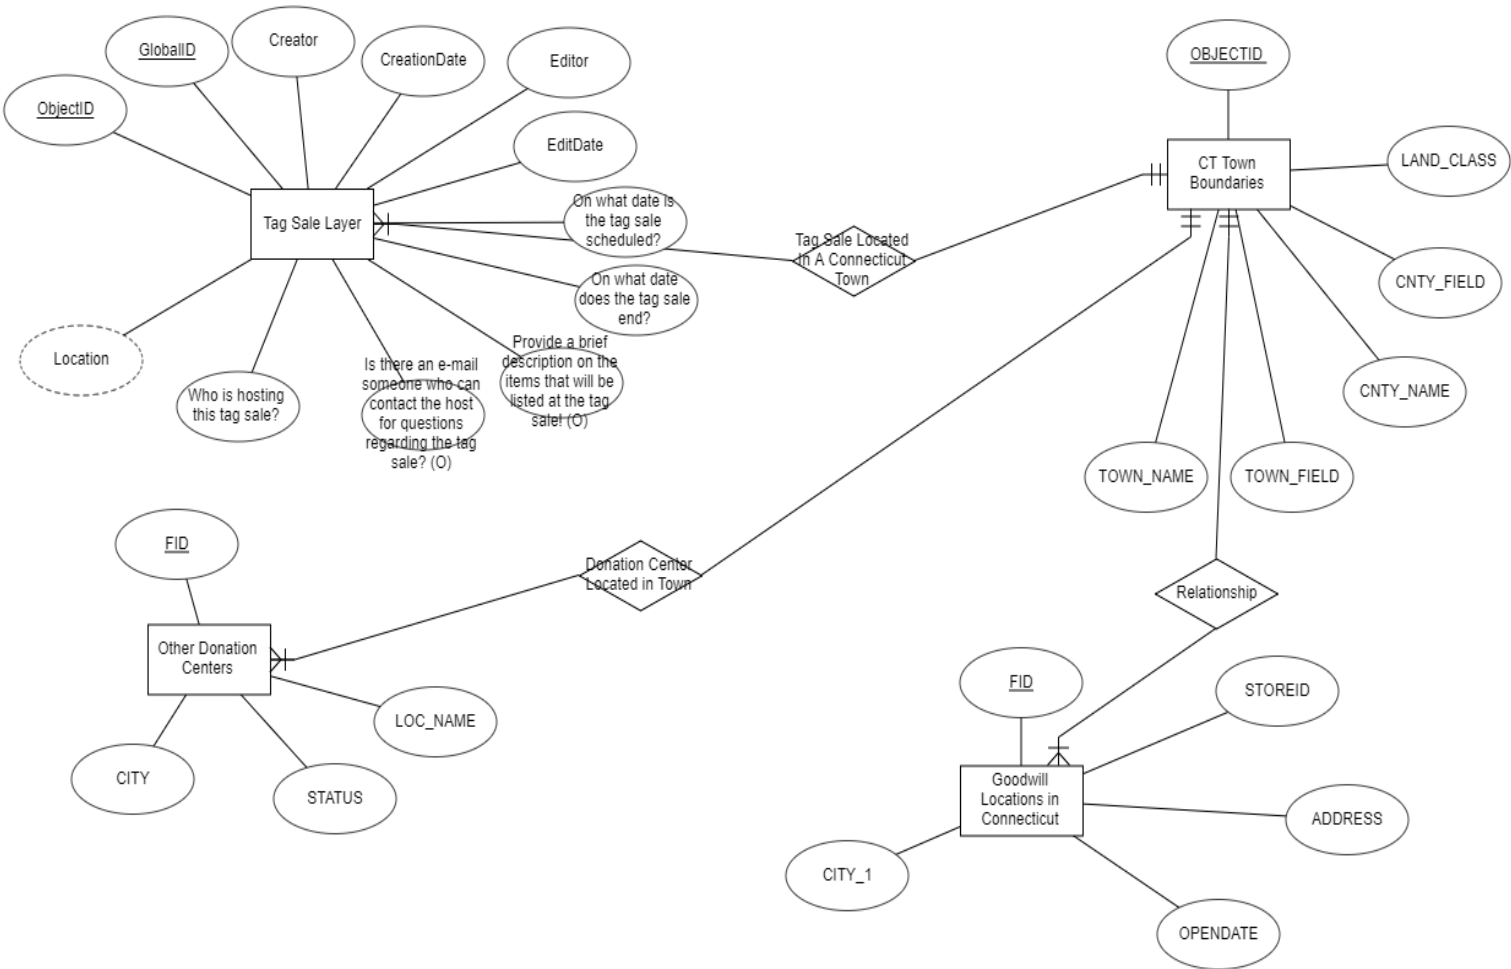 GlobalID
Creator
CreationDate
Editor
OBJECTID
ObjectID
EditDate
CT Town
Boundaries
LAND_CLASS
Tag Sale Layer
On what date is
the tag sale
scheduled?
Tag Sale Located
In A Connecticut
Town
On what date
does the tag sale
end?
CNTY_FIELD
Location
Who is hosting
this tag sale?
Is there an e-mail
someone who can
contact the host
for questions
regarding the tag
sale? (O)
Provide a brief
description on the
items that will be
listed at the tag
sale! (O)
CNTY_NAME
TOWN_NAME
TOWN_FIELD
FID
Donation Center
Located in Town
Relationship
Other Donation
Centers
LOC_NAME
CITY
STATUS
FID
STOREID
Goodwill
Locations in
Connecticut
ADDRESS
CITY_1
OPENDATE